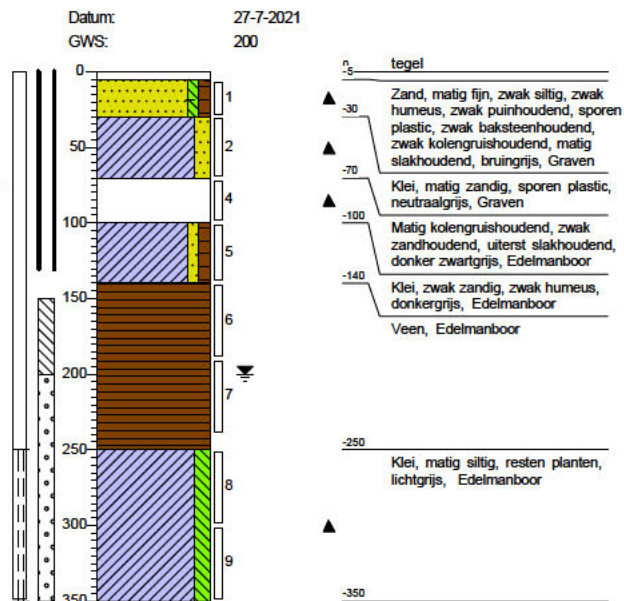 Datum: 27-7-2021
GWS: 200
0
50
100
150
200
250
300
350
1
2
4
5
6
7
8
9
tegel
-5
Zand, matig fijn, zwak siltig, zwak
humeus, zwak puinhoudend, sporen
plastic, zwak baksteenhoudend,
zwak kolengruishoudend, matig
slakhoudend, bruingrijs, Graven
-30
Klei, matig zandig, sporen plastic,
neutraalgrijs, Graven
-70
Matig kolengruishoudend, zwak
zandhoudend, uiterst slakhoudend,
donker zwartgrijs, Edelmanboor
-100
Klei, zwak zandig, zwak humeus,
donkergrijs, Edelmanboor
-140
Veen, Edelmanboor
-250
Klei, matig siltig, resten planten,
lichtgrijs, Edelmanboor
-350